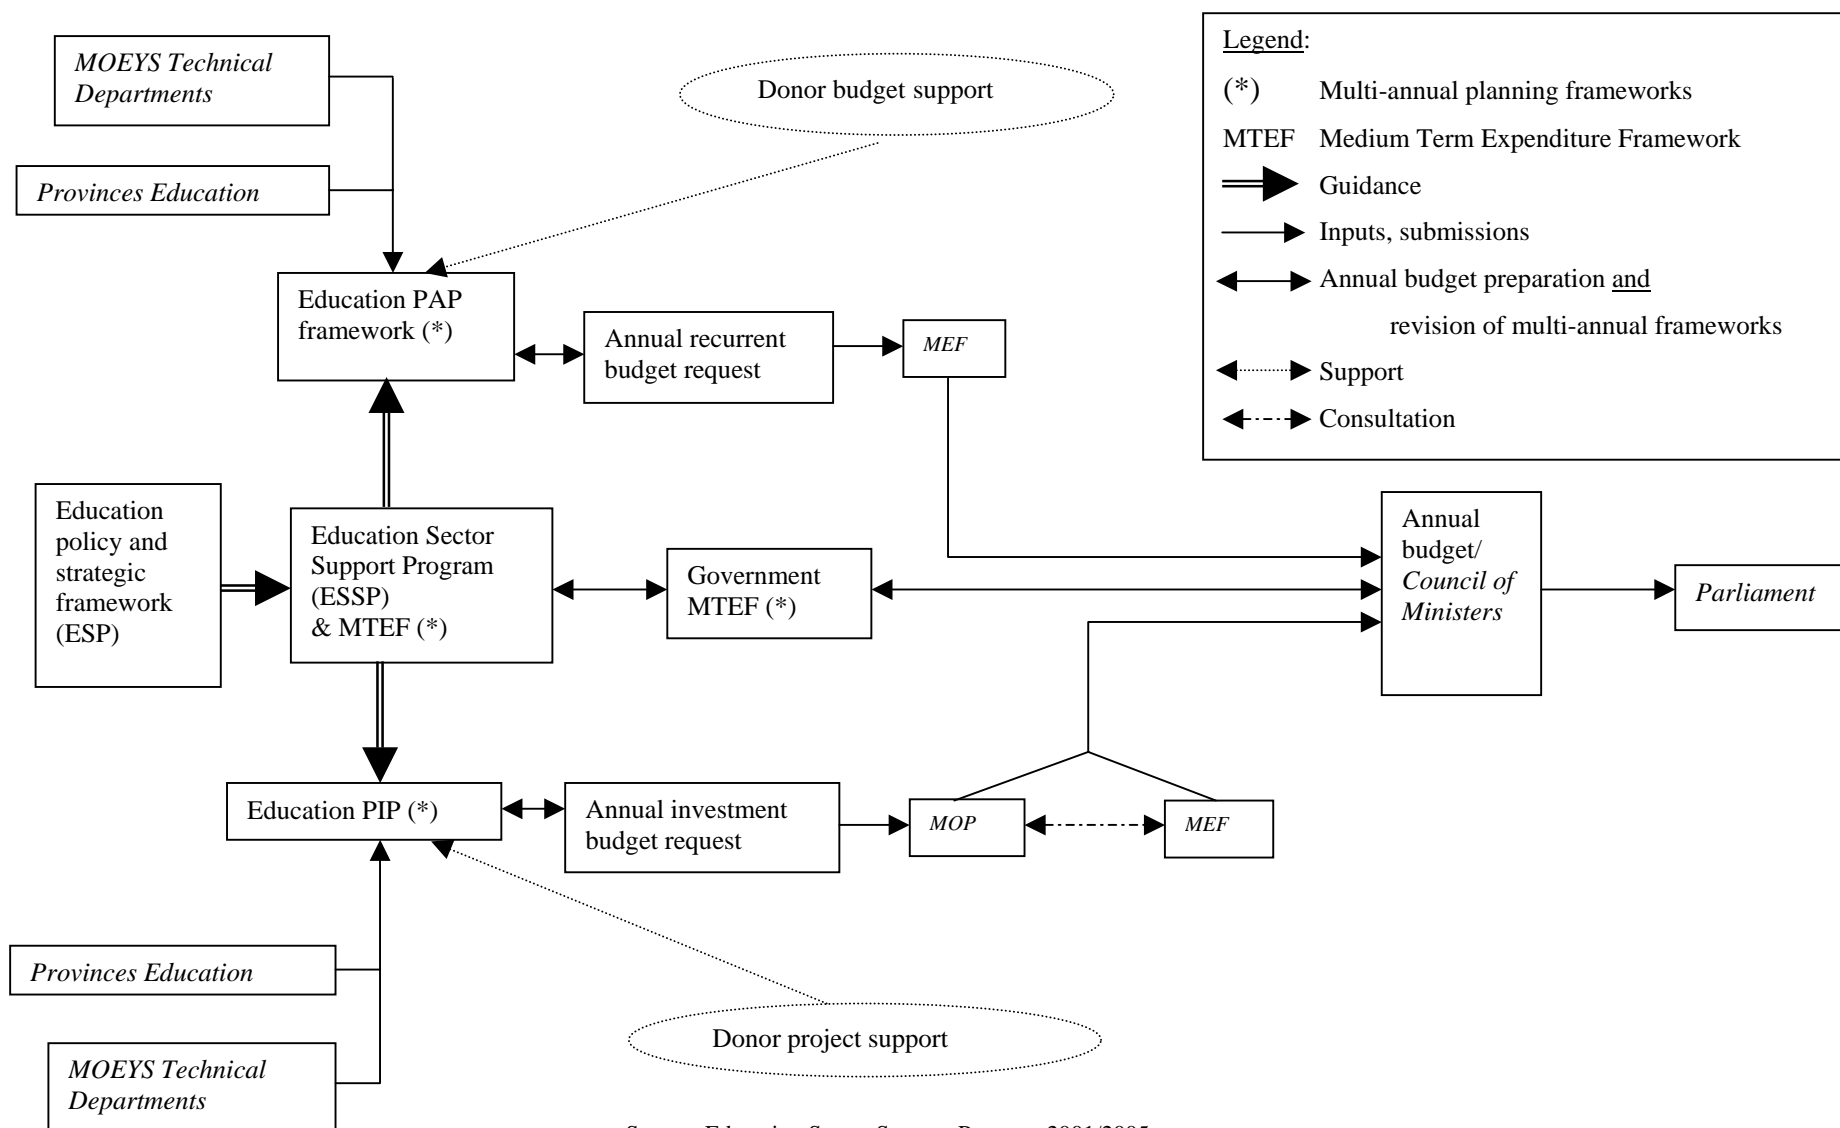 MOEYS Technical
Departments
Provinces Education
Donor budget support
Legend:
(*) Multi-annual planning frameworks
MTEF Medium Term Expenditure Framework
Guidance
Inputs, submissions
Annual budget preparation and
revision of multi-annual frameworks
Support
Consultation
Education PAP
framework (*)
Annual recurrent
budget request
MEF
Education
policy and
strategic
framework
(ESP)
Education Sector
Support Program
(ESSP)
& MTEF (*)
Government
MTEF (*)
Annual
budget/
Council of
Ministers
Parliament
Education PIP (*)
Annual investment
budget request
MOP
MEF
Provinces Education
Donor project support
MOEYS Technical
Departments